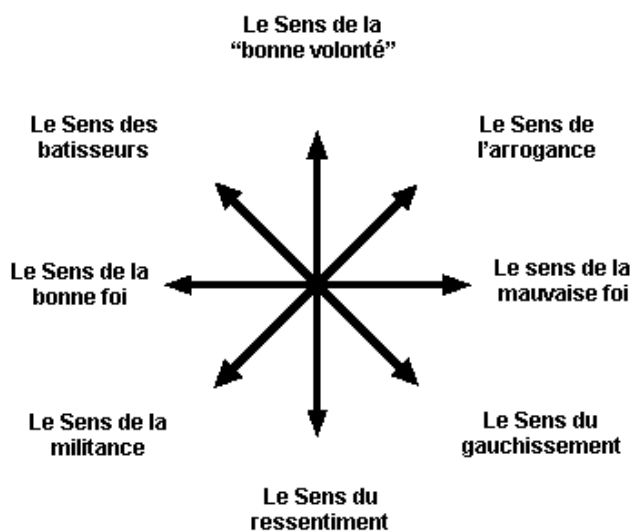 Le Sens de la
“bonne volonté”
Le Sens des
batisseurs
Le Sens de
l'arrogance
Le Sens de la
bonne foi
Le sens de la
mauvaise foi
Le Sens de la
militance
Le Sens du
gauchissement
Le Sens du
ressentiment